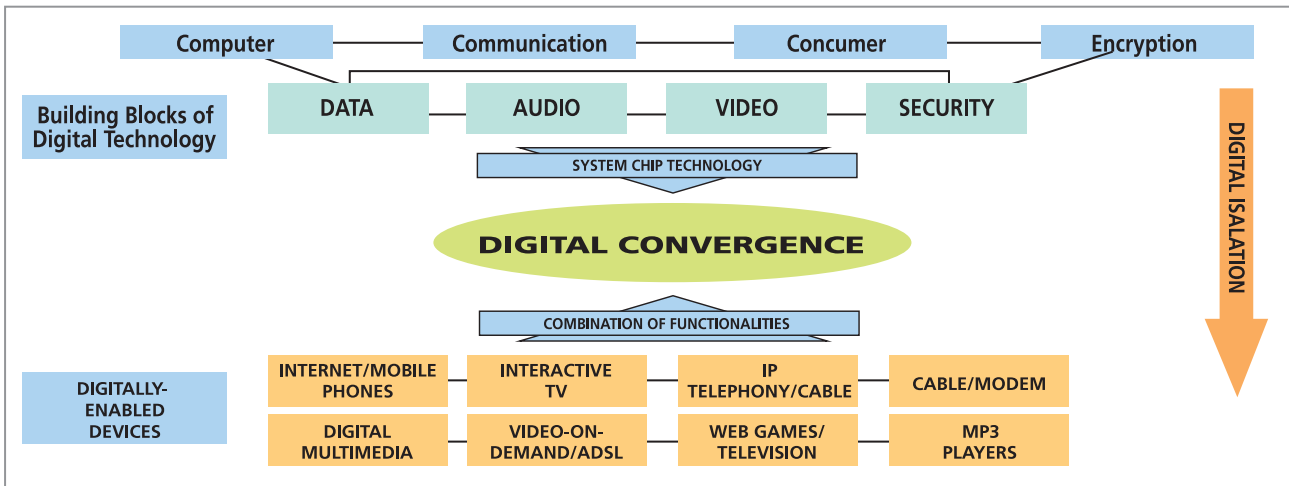 Computer
Communication
Concumer
Encryption
Building Blocks of
Digital Technology
DATA
AUDIO
VIDEO
SECURITY
SYSTEM CHIP TECHNOLOGY
DIGITAL CONVERGENCE
DIGITAL ISALATION
COMBINATION OF FUNCTIONALITIES
DIGITALLY-
ENABLED
DEVICES
INTERNET/MOBILE
PHONES
INTERACTIVE
TV
IP
TELEPHONY/CABLE
CABLE/MODEM
DIGITAL
MULTIMEDIA
VIDEO-ON-
DEMAND/ADSL
WEB GAMES/
TELEVISION
MP3
PLAYERS